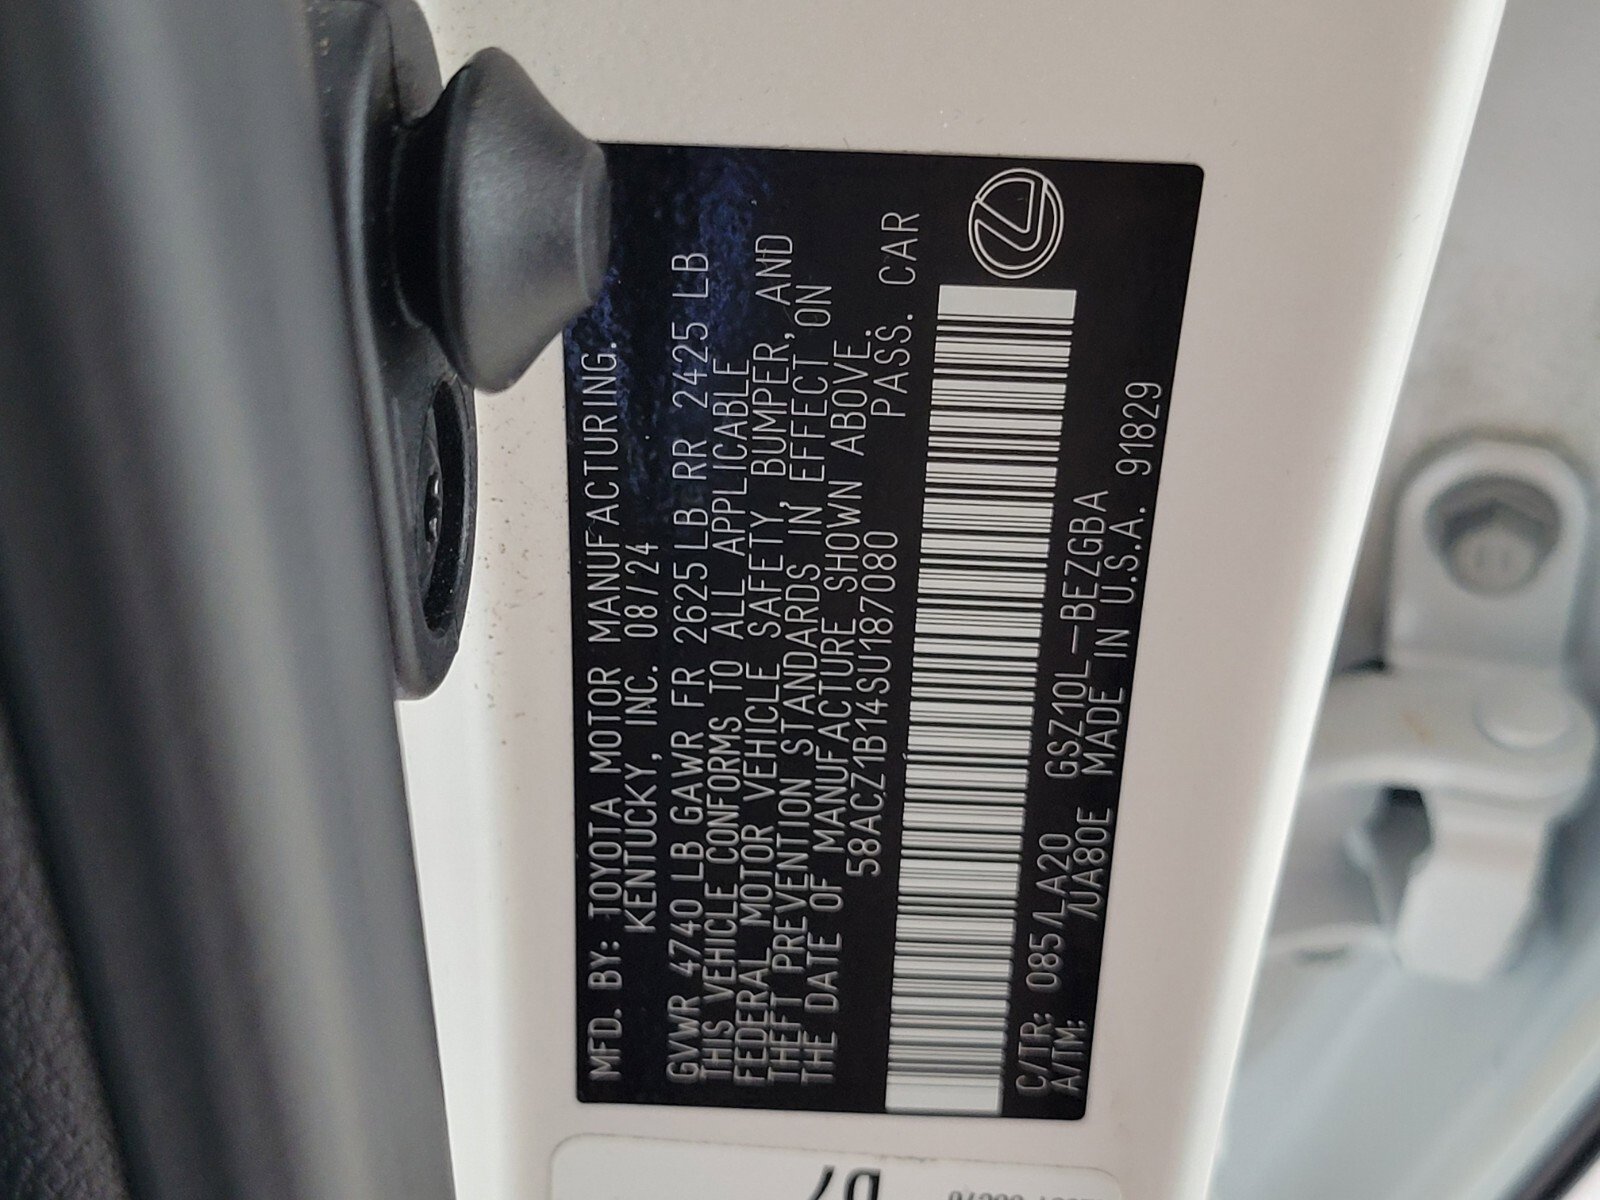 MFD. BY: TOYOTA MOTOR MANUFACTURING.
KENTUCKY, INC. 08/24
GVWR 4740 LB GAWR FR 2625 LB RR 2425 LB
THIS VEHICLE CONFORMS TO ALL APPLICABLE
FEDERAL MOTOR VEHICLE SAFETY, BUMPER, AND
THEFT PREVENTION STANDARDS IN EFFECT ON
THE DATE OF MANUFACTURE SHOWN ABOVE.
58ACZ1B14SU187080 PASS. CAR
C/TR: 085/LA20 GSZ10L-BEZGBA
A/TM: /UA80E MADE IN U.S.A. 91829